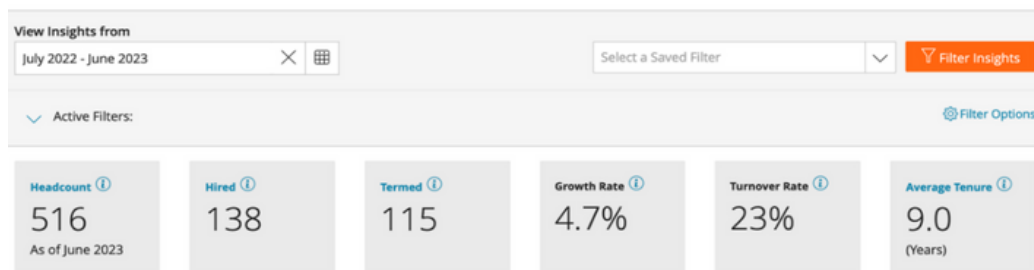 View Insights from
July 2022 - June 2023
Select a Saved Filter
Filter Insights
Active Filters:
Filter Options
Headcount
516
As of June 2023
Hired
138
Termed
115
Growth Rate
4.7%
Turnover Rate
23%
Average Tenure
9.0
(Years)